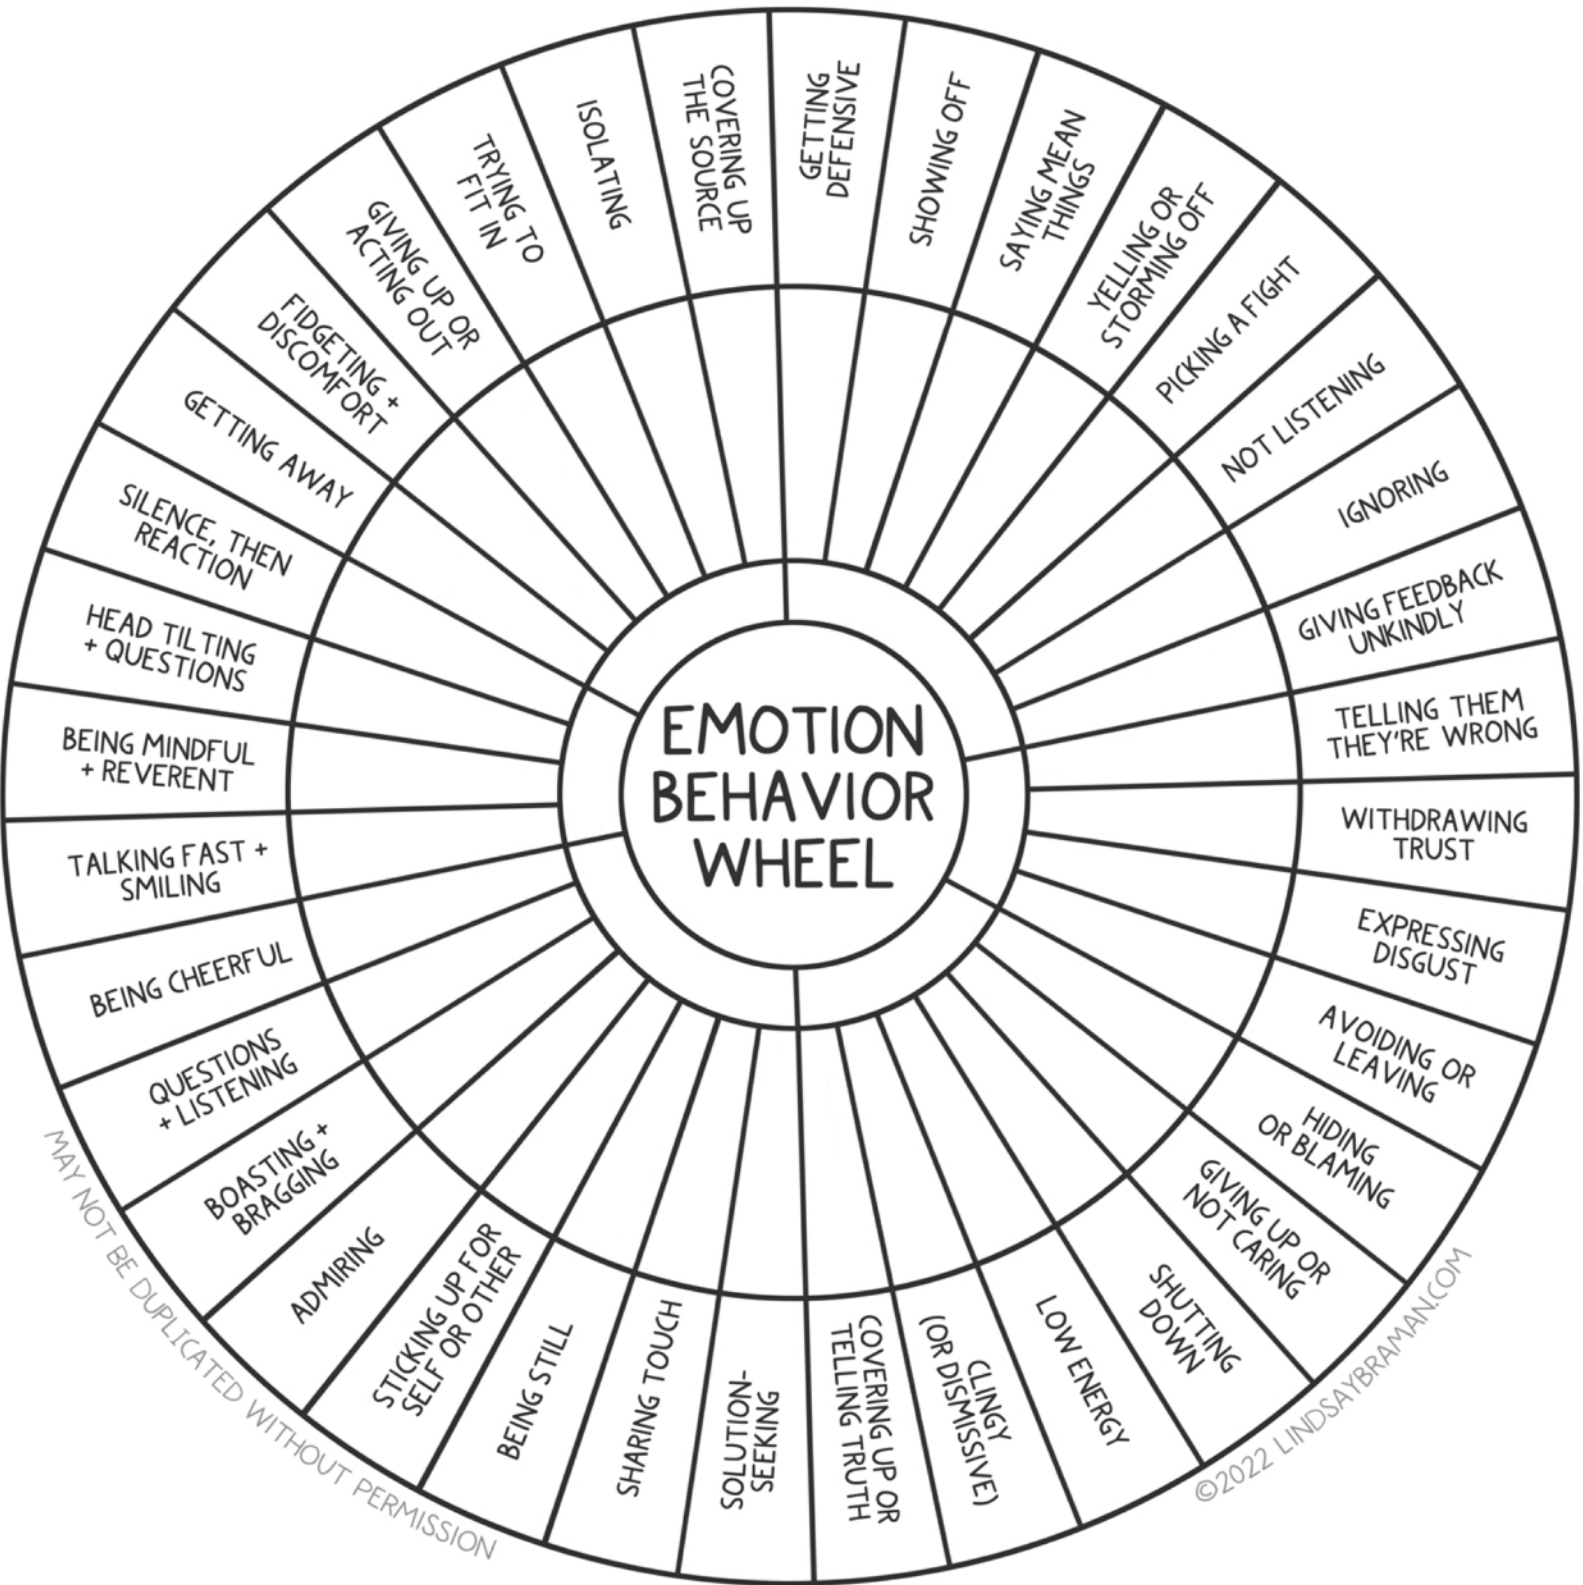 EMOTION
BEHAVIOR
WHEEL
GETTING
DEFENSIVE
SHOWING OFF
SAYING MEAN
THINGS
YELLING OR
STORMING OFF
PICKING A FIGHT
NOT LISTENING
IGNORING
GIVING FEEDBACK
UNKINDLY
TELLING THEM
THEY'RE WRONG
WITHDRAWING
TRUST
EXPRESSING
DISGUST
AVOIDING OR
LEAVING
HIDING
OR BLAMING
GIVING UP OR
NOT CARING
SHUTTING
DOWN
LOW ENERGY
CLINGY
(OR DISMISSIVE)
COVERING UP OR
TELLING TRUTH
SOLUTION-
SEEKING
SHARING TOUCH
BEING STILL
STICKING UP FOR
SELF OR OTHER
ADMIRING
BOASTING +
BRAGGING
QUESTIONS
+ LISTENING
BEING CHEERFUL
TALKING FAST +
SMILING
BEING MINDFUL
+ REVERENT
HEAD TILTING
+ QUESTIONS
SILENCE, THEN
REACTION
GETTING AWAY
FIDGETING +
DISCOMFORT
GIVING UP OR
ACTING OUT
TRYING TO
FIT IN
ISOLATING
COVERING UP
THE SOURCE
MAY NOT BE DUPLICATED WITHOUT PERMISSION
©2022 LINDSAYBRAMAN.COM